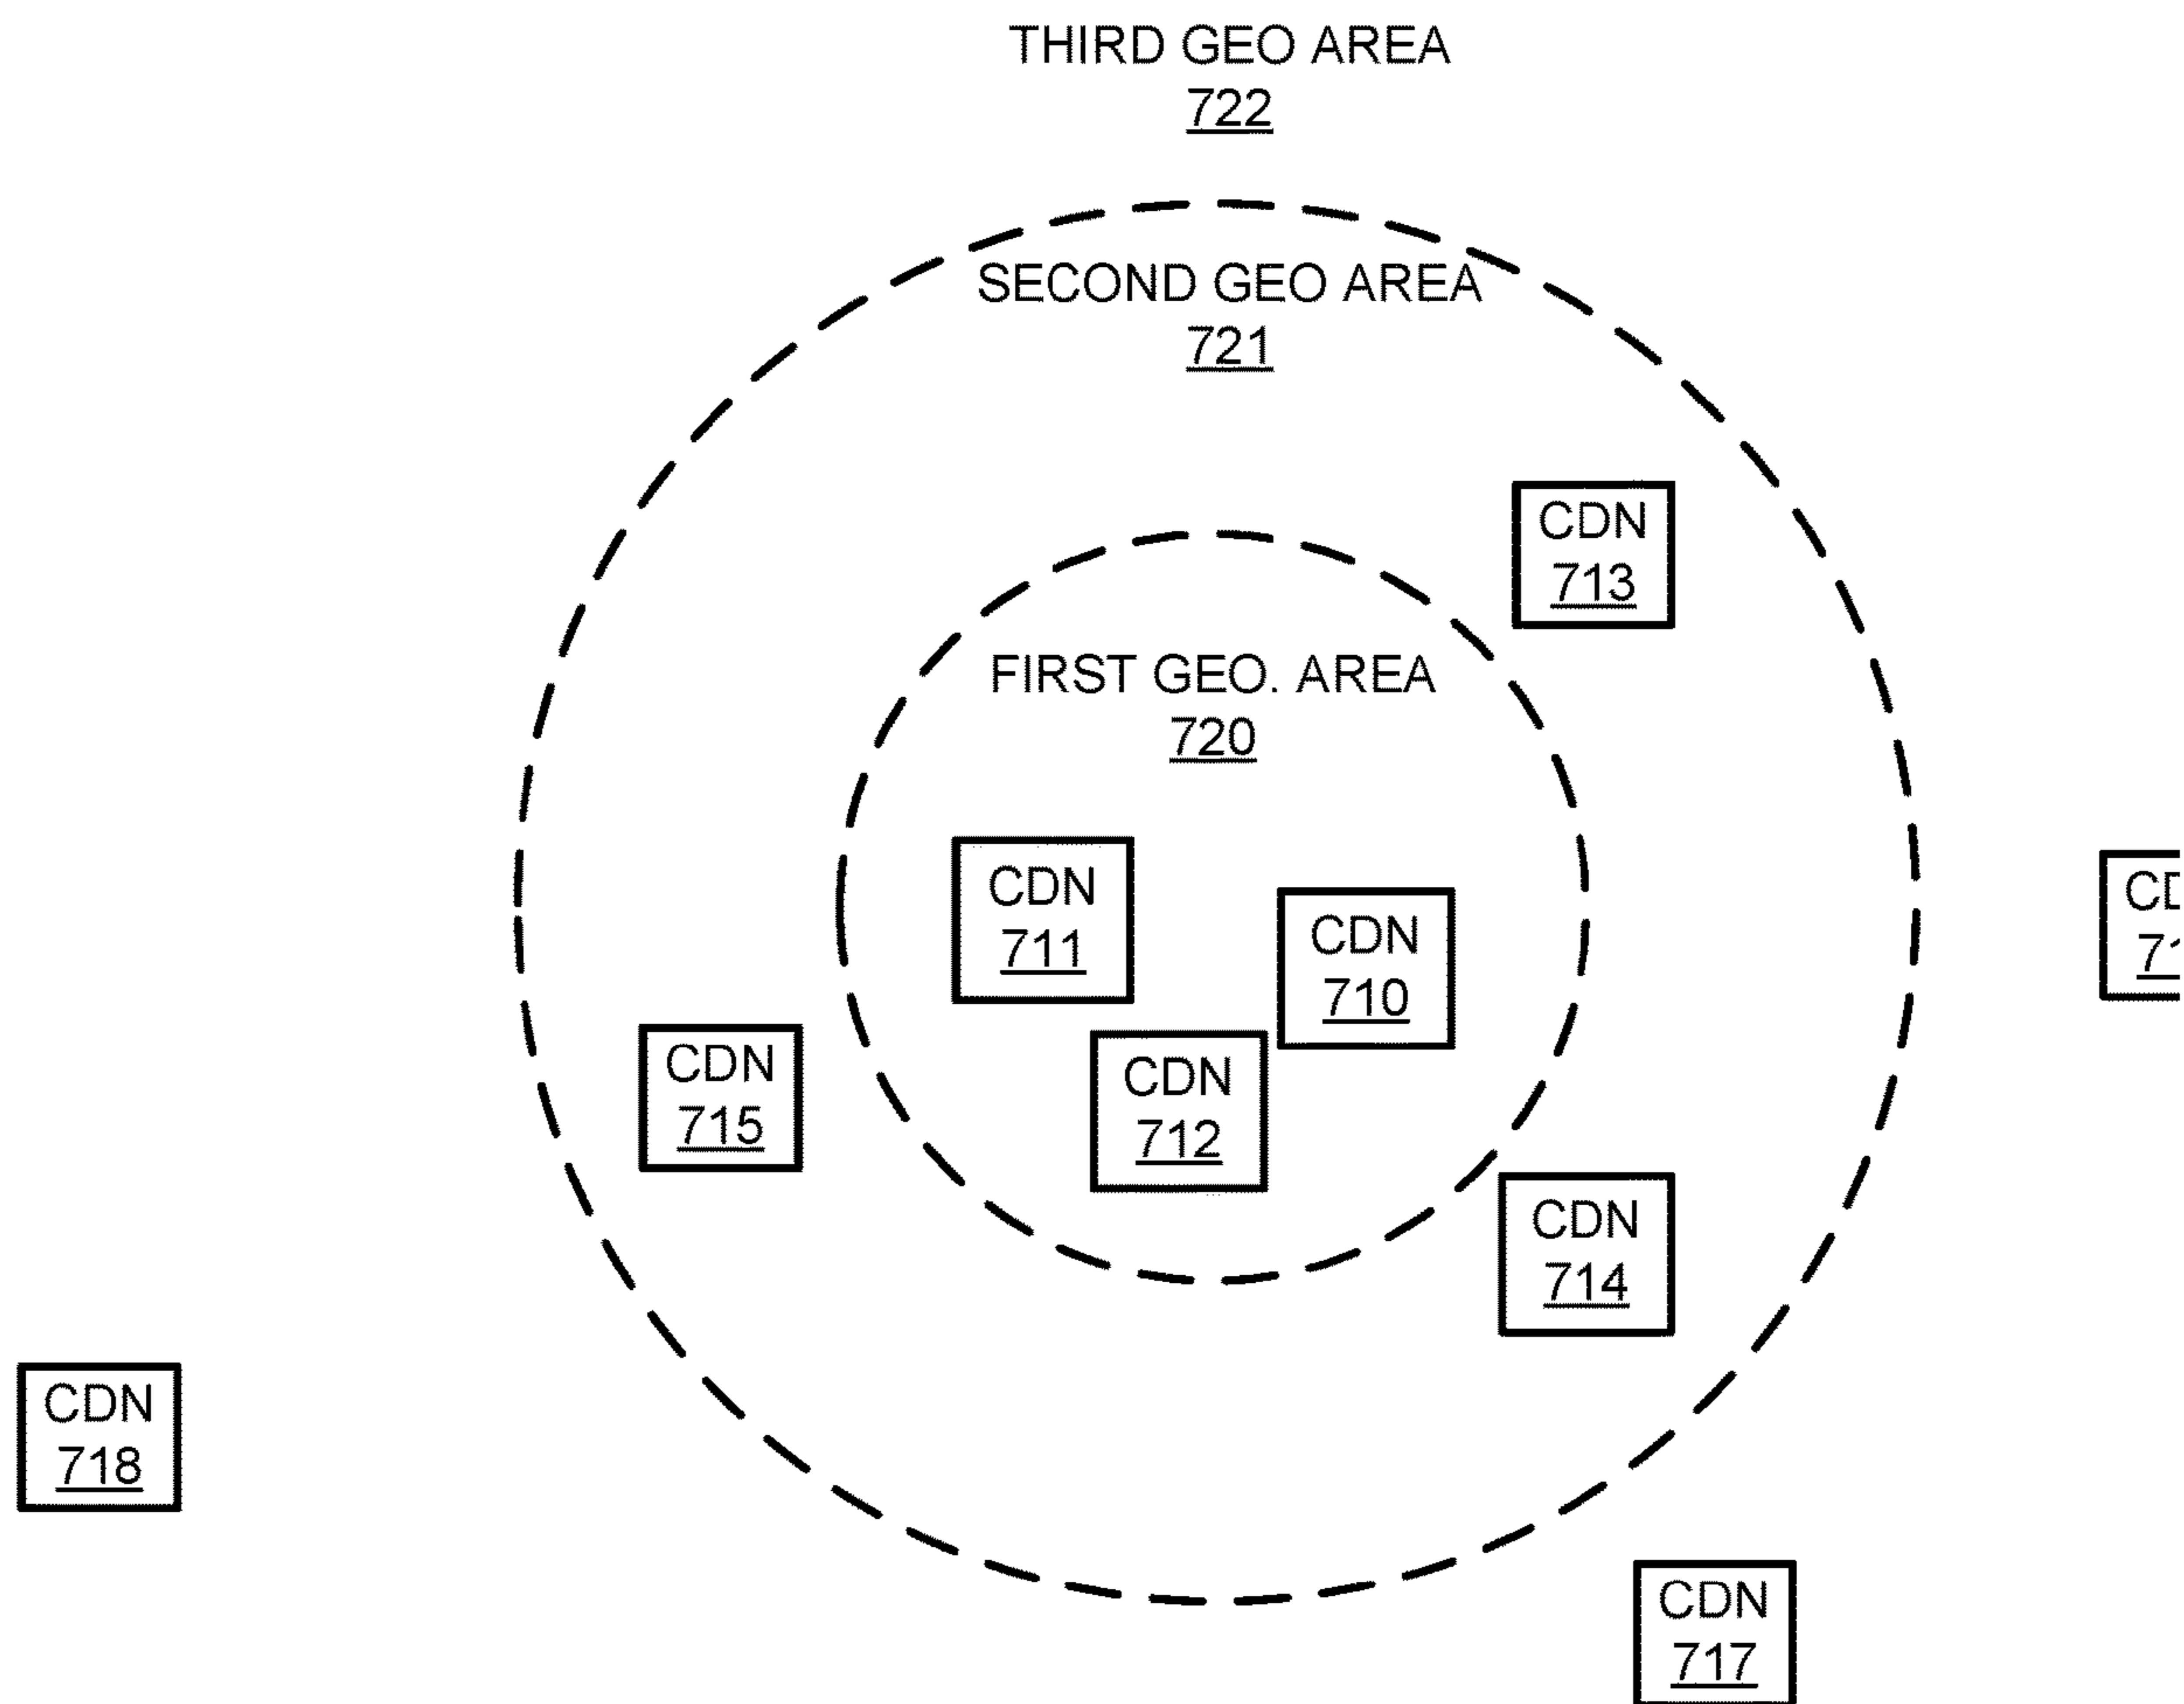 THIRD GEO AREA
722
SECOND GEO AREA
721
CDN
713
FIRST GEO. AREA
720
CDN
711
CDN
710
CDN
715
CDN
712
CDN
714
CDN
718
CDN
717